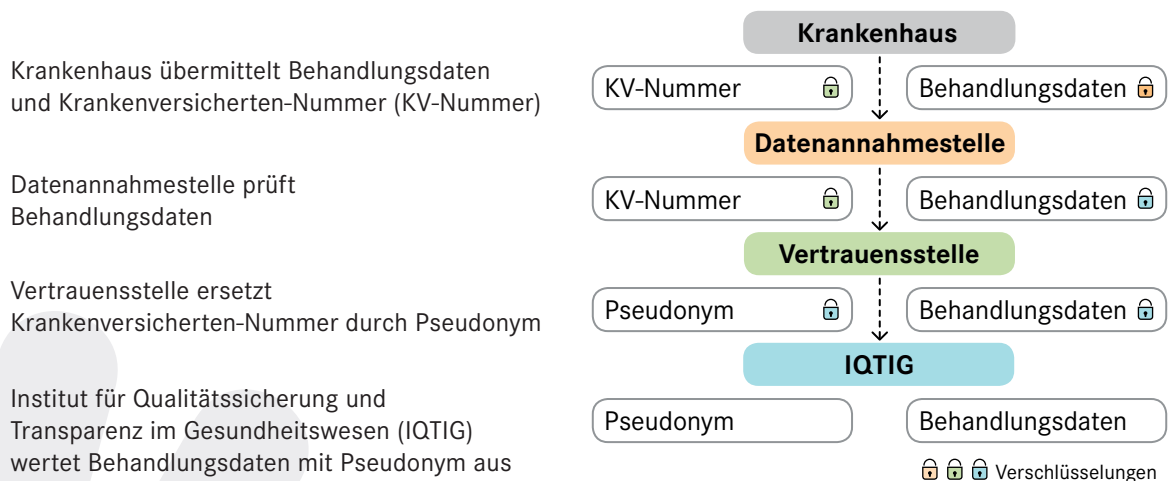 Krankenhaus
Krankenhaus übermittelt Behandlungsdaten
und Krankenversicherten-Nummer (KV-Nummer)
KV-Nummer
Behandlungsdaten
Datenannahmestelle
Datenannahmestelle prüft
Behandlungsdaten
KV-Nummer
Behandlungsdaten
Vertrauensstelle
Vertrauensstelle ersetzt
Krankenversicherten-Nummer durch Pseudonym
Pseudonym
Behandlungsdaten
IQTIG
Institut für Qualitätssicherung und
Transparenz im Gesundheitswesen (IQTIG)
wertet Behandlungsdaten mit Pseudonym aus
Pseudonym
Behandlungsdaten
Verschlüsselungen